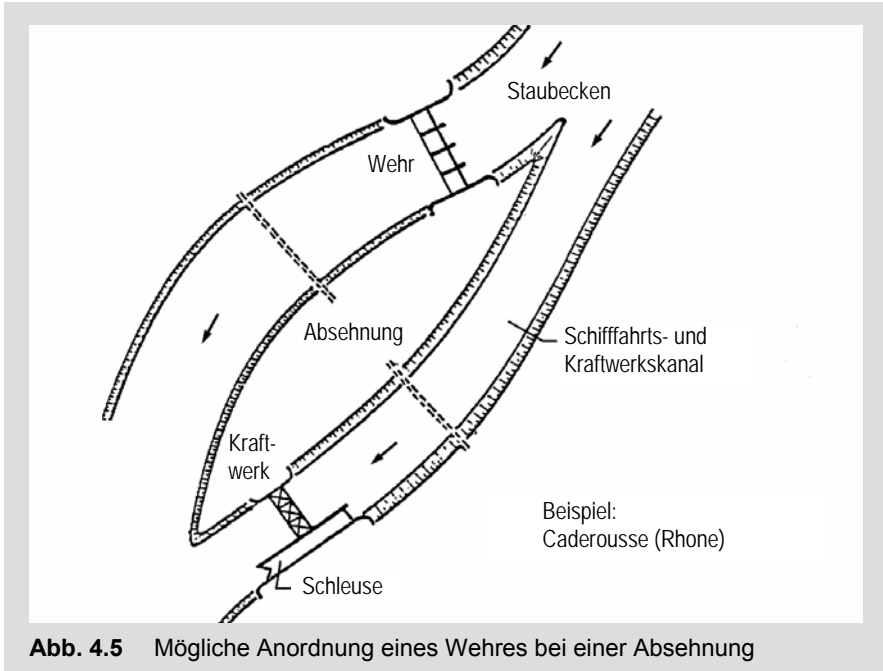 Staubecken
Wehr
Absehnung
Schifffahrts- und
Kraftwerkskanal
Kraft-
werk
Beispiel:
Caderousse (Rhone)
Schleuse
Abb. 4.5 Mögliche Anordnung eines Wehres bei einer Absehnung